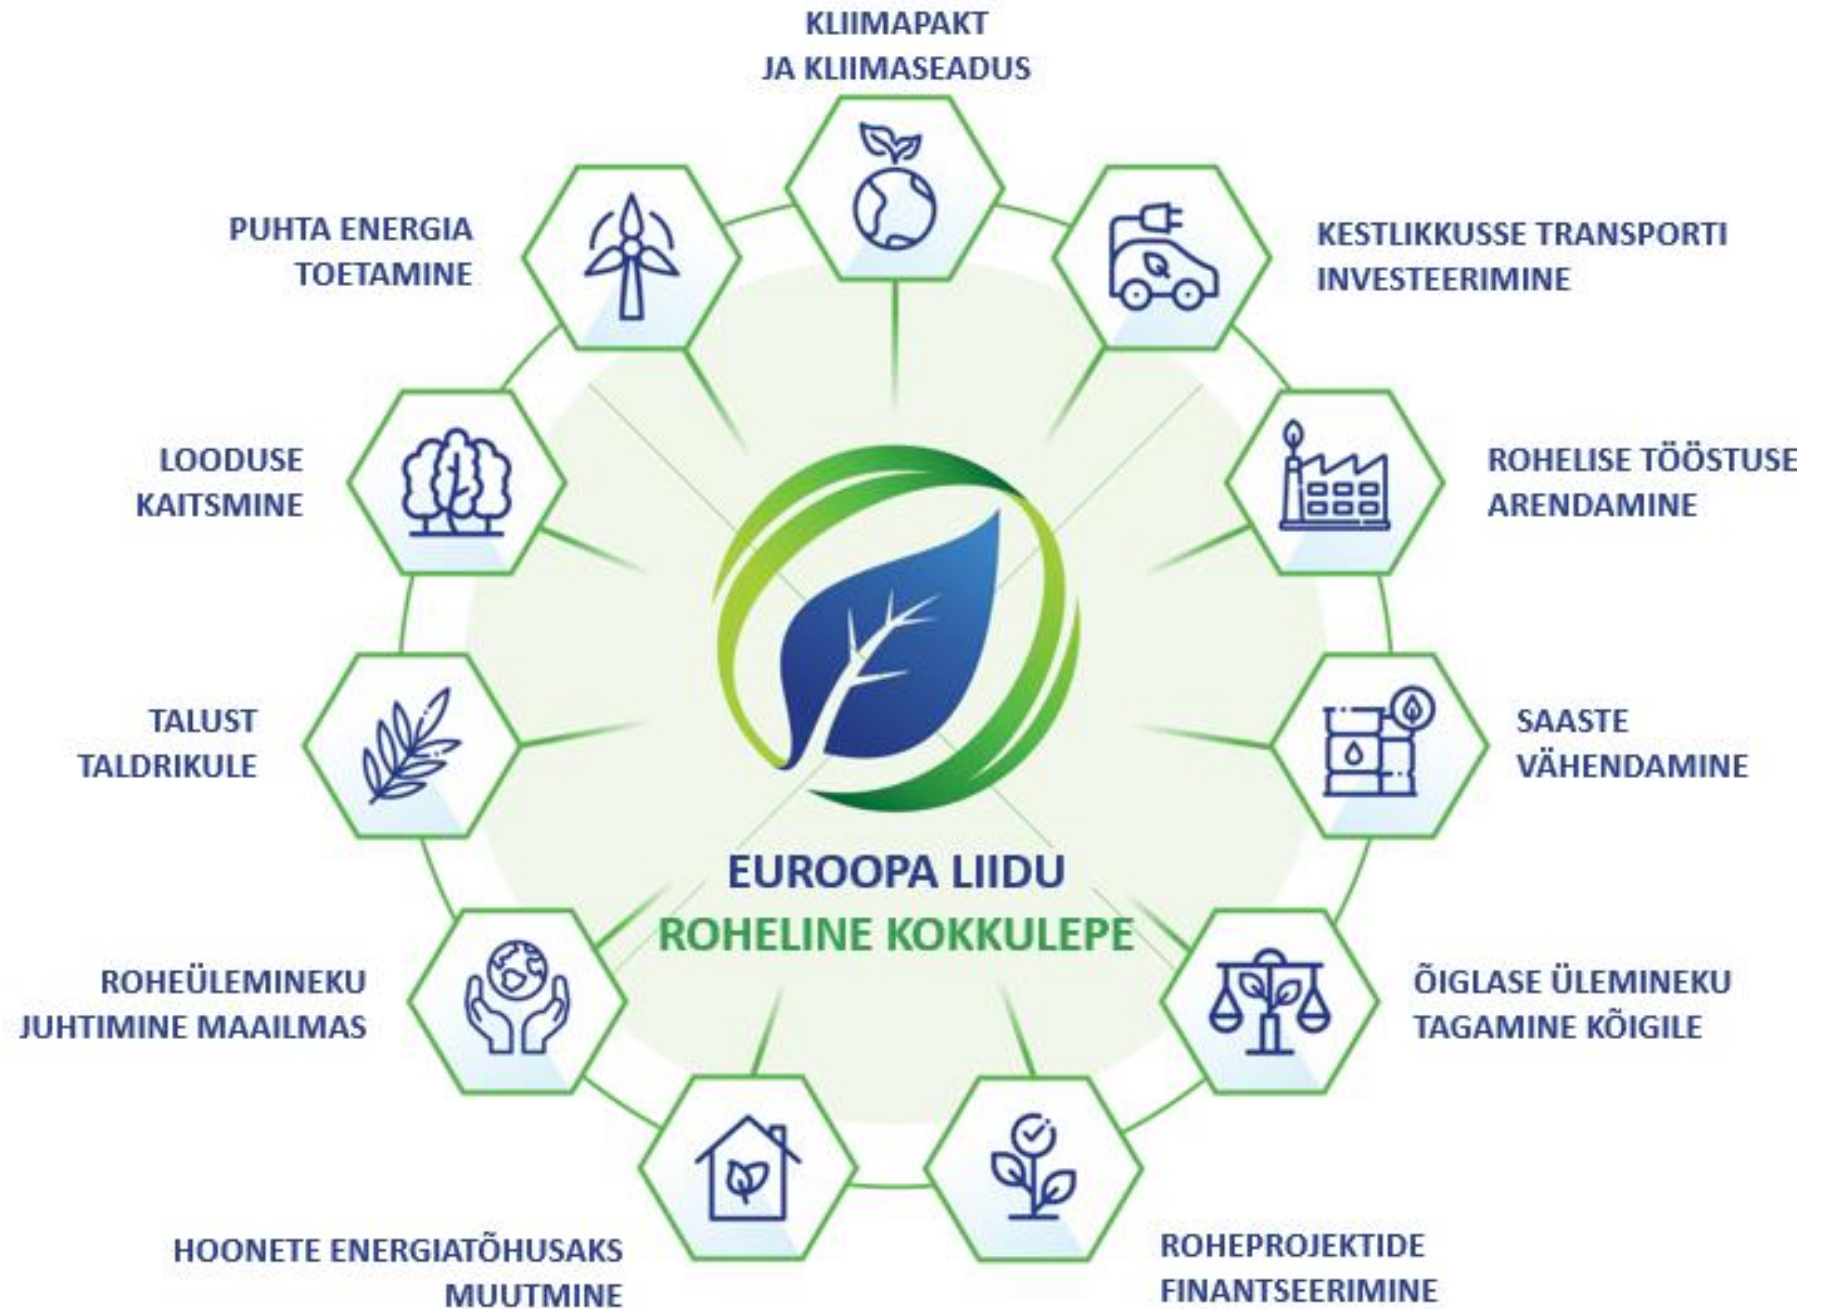 KLIIMAPAKT
JA KLIIMASEADUS
KESTLIKKUSSE TRANSPORTI
INVESTEERIMINE
ROHELISE TÖÖSTUSE
ARENDAMINE
SAASTE
VÄHENDAMINE
ÕIGLASE ÜLEMINEKU
TAGAMINE KÕIGILE
ROHEPROJEKTIDE
FINANTSEERIMINE
HOONETE ENERGIATÕHUSAKS
MUUTMINE
ROHEÜLEMINEKU
JUHTIMINE MAAILMAS
TALUST
TALDRIKULE
LOODUSE
KAITSMINE
PUHTA ENERGIA
TOETAMINE
EUROOPA LIIDU
ROHELINE KOKKULEPE